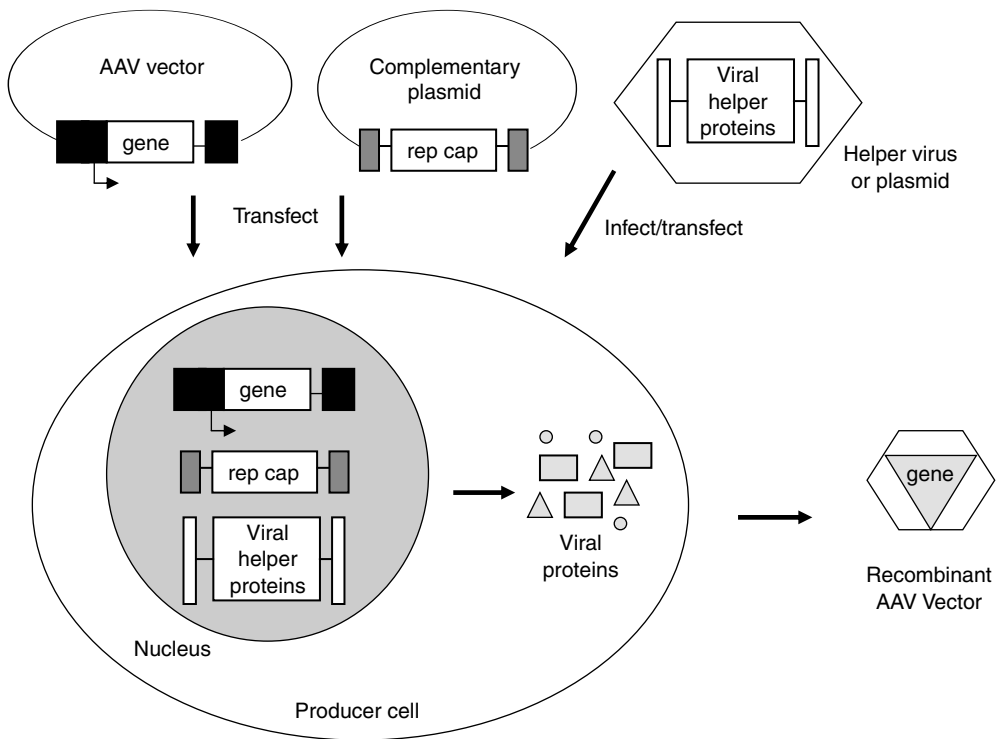 AAV vector
gene
Complementary
plasmid
rep cap
Viral
helper
proteins
Helper virus
or plasmid
Transfect
Infect/transfect
gene
rep cap
Viral
helper
proteins
Nucleus
Producer cell
Viral
proteins
gene
Recombinant
AAV Vector